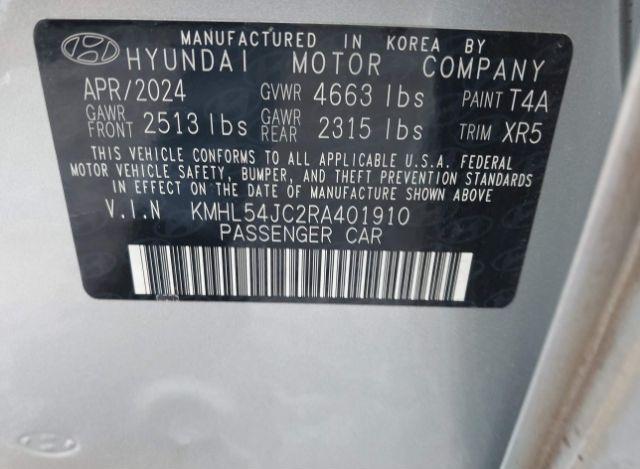 MANUFACTURED IN KOREA BY
HYUNDAI MOTOR COMPANY
APR/2024 GVWR 4663 lbs PAINT T4A
GAWR FRONT 2513 lbs GAWR REAR 2315 lbs TRIM XR5
THIS VEHICLE CONFORMS TO ALL APPLICABLE U.S.A. FEDERAL
MOTOR VEHICLE SAFETY, BUMPER, AND THEFT PREVENTION STANDARDS
IN EFFECT ON THE DATE OF MANUFACTURE SHOWN ABOVE
V.I.N KMHL54JC2RA401910
PASSENGER CAR